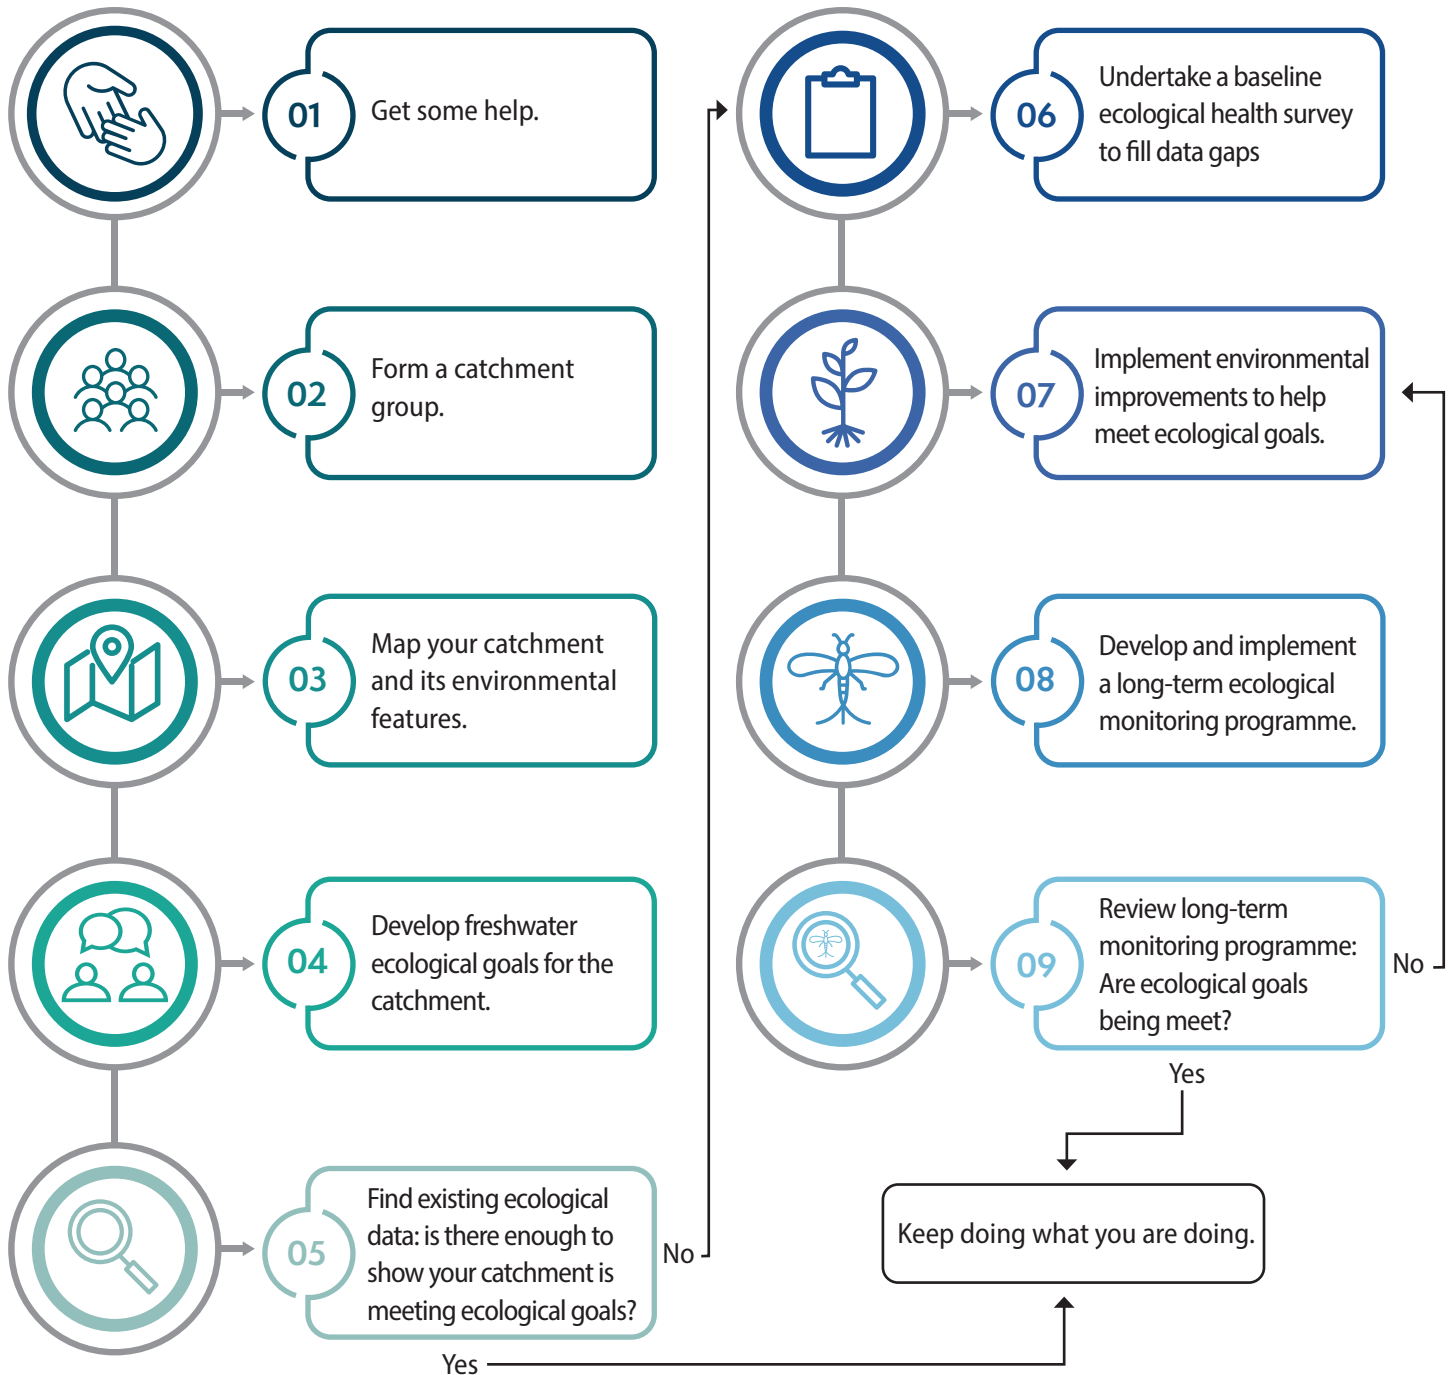 01
Get some help.
02
Form a catchment
group.
03
Map your catchment
and its environmental
features.
04
Develop freshwater
ecological goals for the
catchment.
05
Find existing ecological
data: is there enough to
show your catchment is
meeting ecological goals?
No
Yes
06
Undertake a baseline
ecological health survey
to fill data gaps
07
Implement environmental
improvements to help
meet ecological goals.
08
Develop and implement
a long-term ecological
monitoring programme.
09
Review long-term
monitoring programme:
Are ecological goals
being meet?
No
Yes
Keep doing what you are doing.